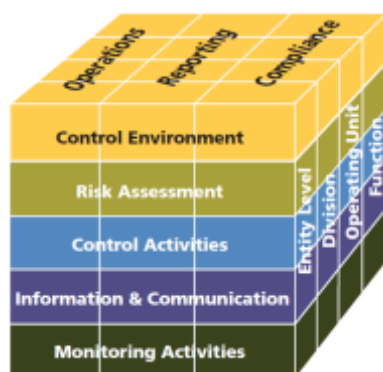 Operations
Reporting
Compliance
Control Environment
Risk Assessment
Control Activities
Information & Communication
Monitoring Activities
Entity Level
Division
Operating Unit
Function